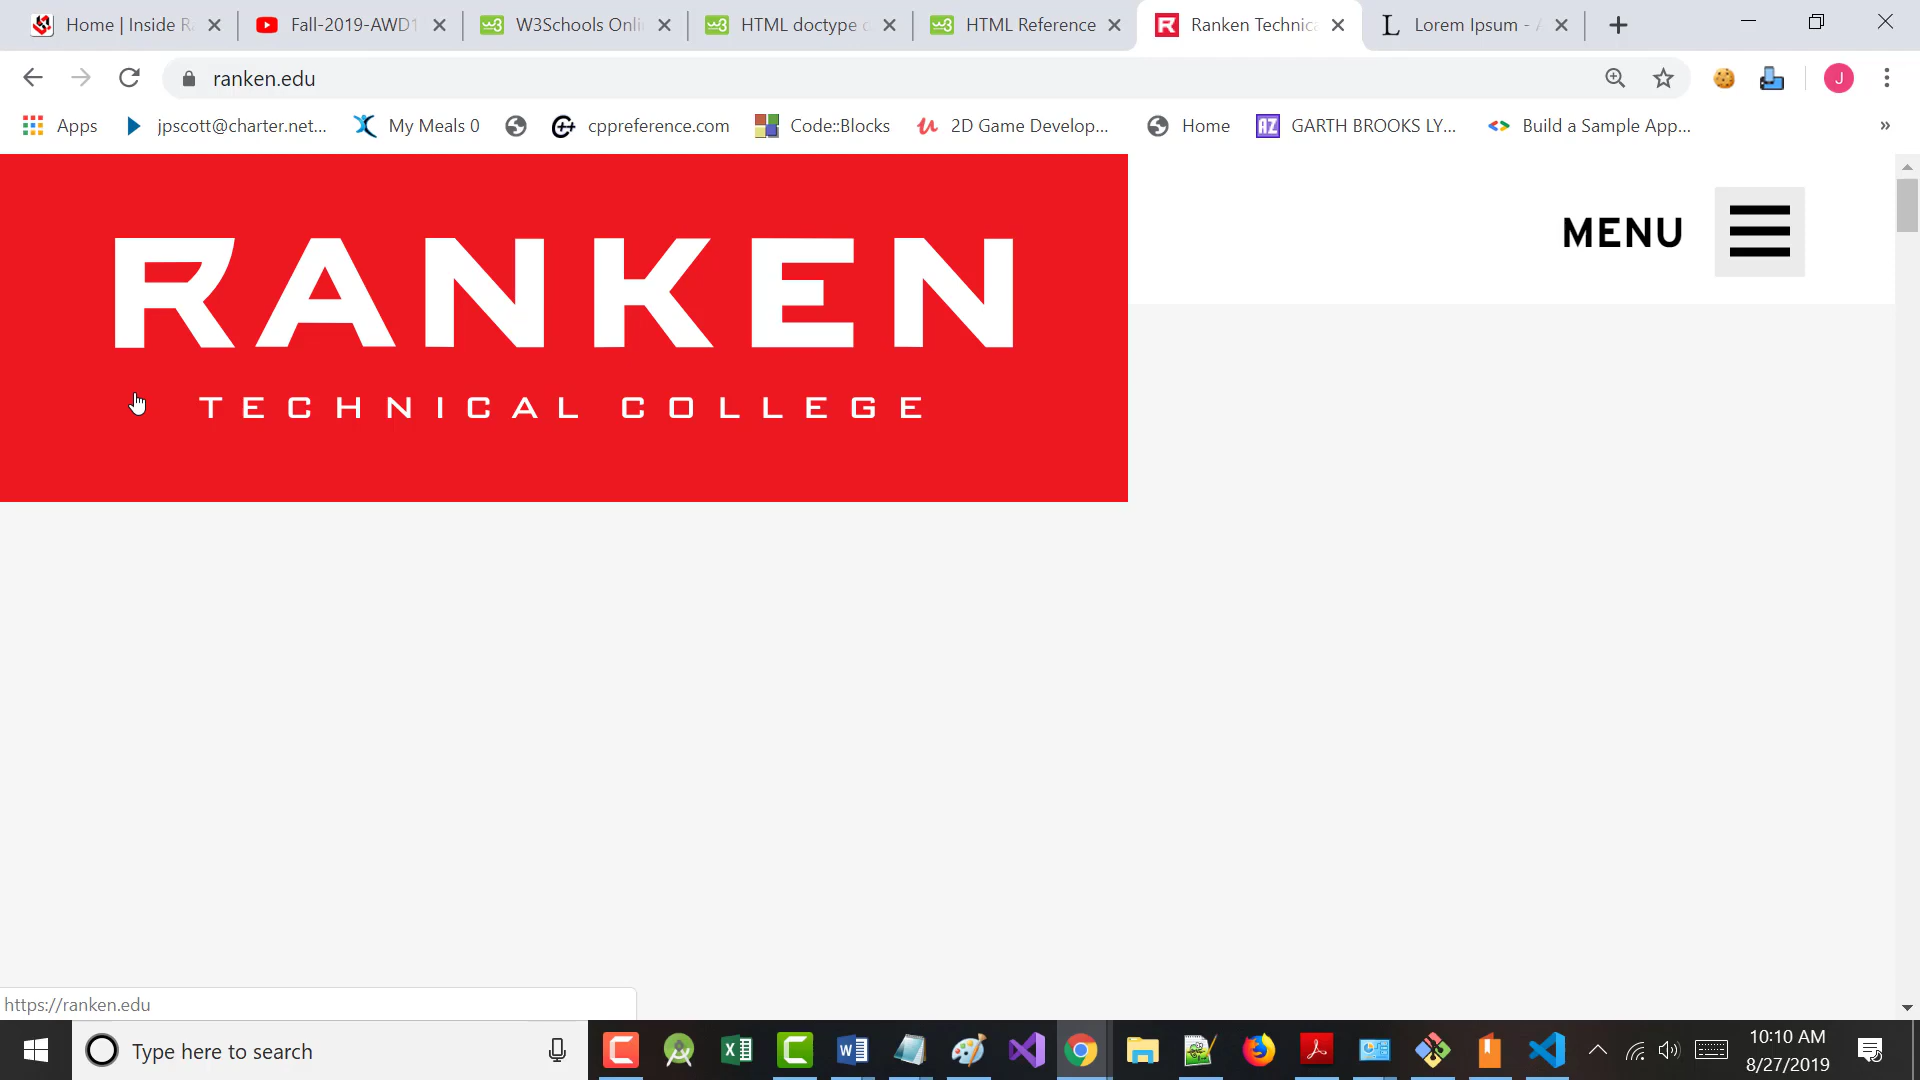 Home | Inside R
Fall-2019-AWD1
W3Schools Onli
HTML doctype d
HTML Reference
Ranken Technica
Lorem Ipsum - A
ranken.edu
J
Apps
jpscott@charter.net...
My Meals 0
cppreference.com
Code::Blocks
2D Game Develop...
Home
AZ
GARTH BROOKS LY...
Build a Sample App...
»
RANKEN
TECHNICAL COLLEGE
MENU
https://ranken.edu
Type here to search
10:10 AM
8/27/2019